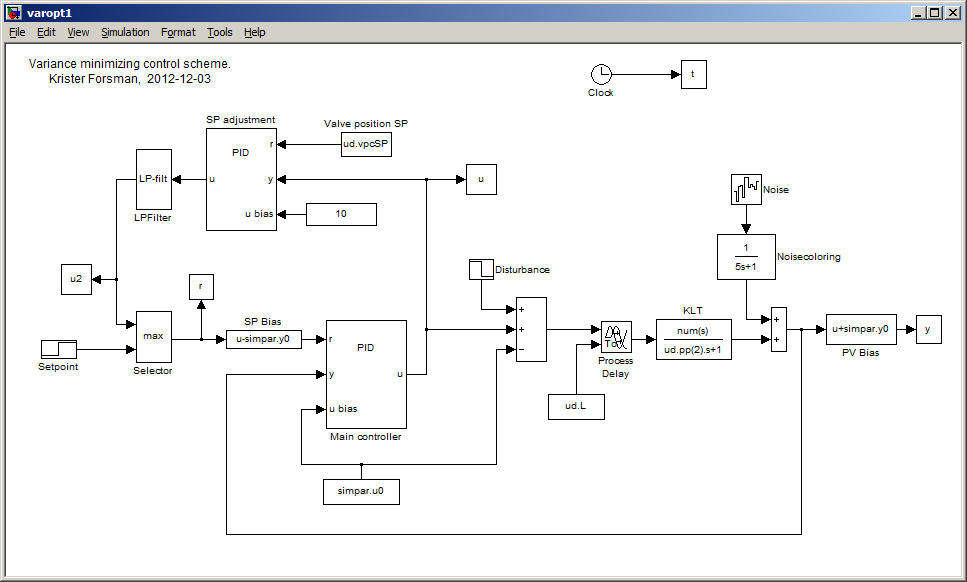 varopt1
File Edit View Simulation Format Tools Help
Variance minimizing control scheme.
Krister Forsman, 2012-12-03
Clock
t
SP adjustment
PID
r
y
u
u bias
Valve position SP
ud.vpcSP
10
LP-filt
LPFilter
u
u2
r
Setpoint
max
Selector
SP Bias
u-simpar.y0
PID
r
y
u
u bias
Main controller
simpar.u0
Disturbance
+
+
−
To
Process
Delay
ud.L
KLT
num(s)
ud.pp(2).s+1
Noise
1
5s+1
Noisecoloring
+
+
u+simpar.y0
PV Bias
y